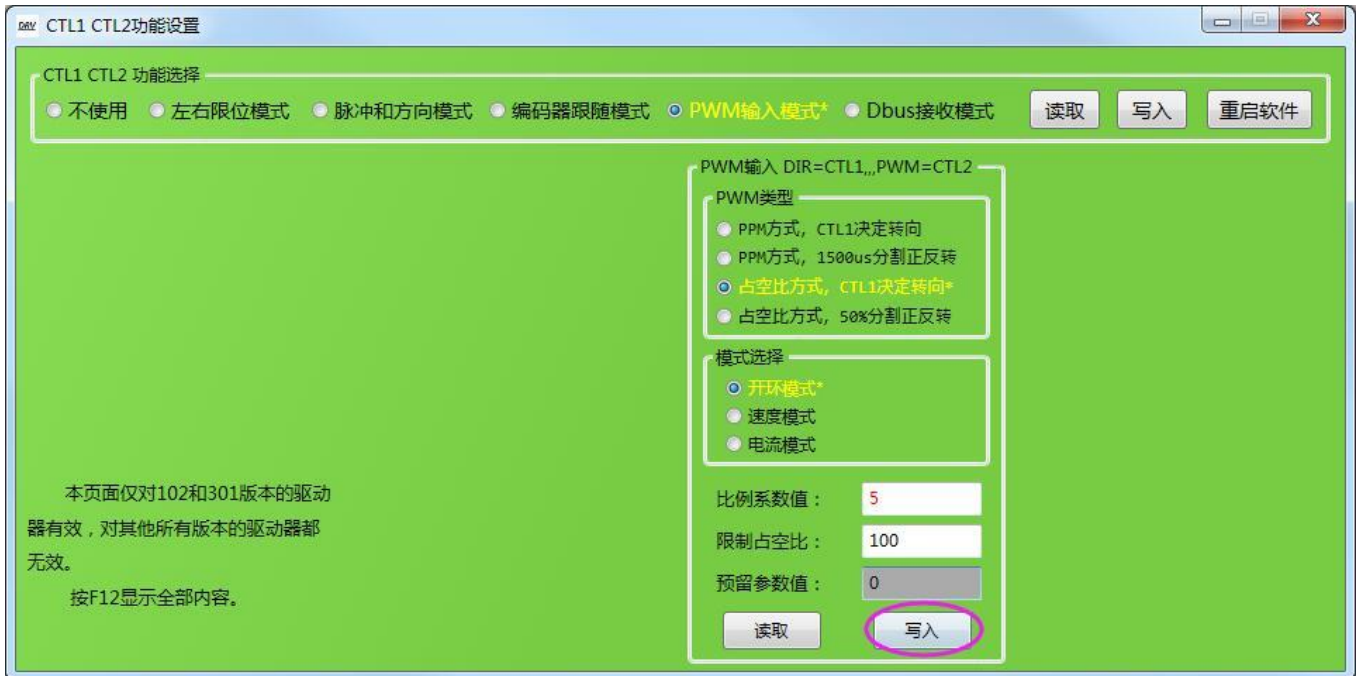 DRV CTL1 CTL2功能设置
CTL1 CTL2 功能选择
不使用 左右限位模式 脉冲和方向模式 编码器跟随模式 PWM输入模式* Dbus接收模式 读取 写入 重启软件
PWM输入 DIR=CTL1,,,PWM=CTL2
PWM类型
PPM方式，CTL1决定转向
PPM方式，1500us分割正反转
占空比方式，CTL1决定转向*
占空比方式，50%分割正反转
模式选择
开环模式*
速度模式
电流模式
比例系数值： 5
限制占空比： 100
预留参数值： 0
读取 写入
本页面仅对102和301版本的驱动
器有效，对其他所有版本的驱动器都
无效。
按F12显示全部内容。